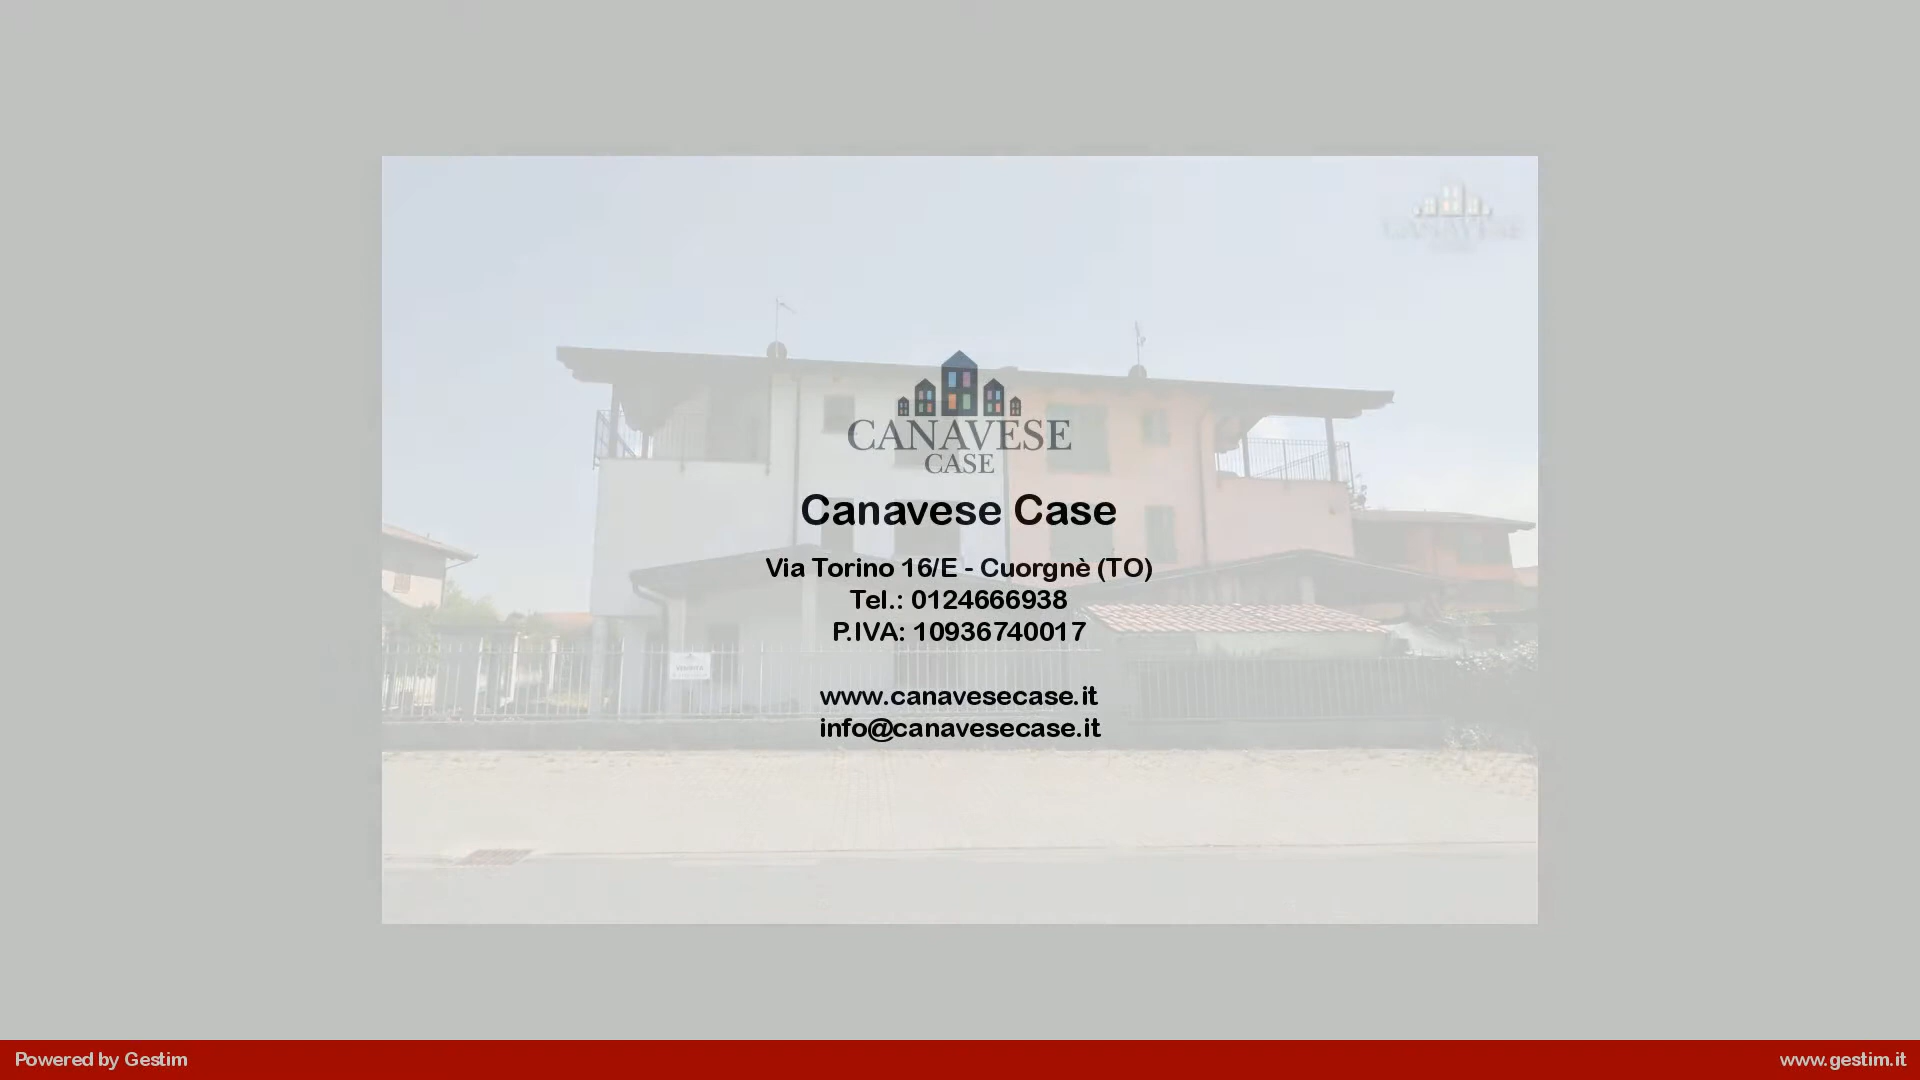 CANAVESE
CANAVESE
CASE
Canavese Case
Via Torino 16/E - Cuorgnè (TO)
Tel.: 0124666938
P.IVA: 10936740017
www.canavesecase.it
info@canavesecase.it
Powered by Gestim
www.gestim.it